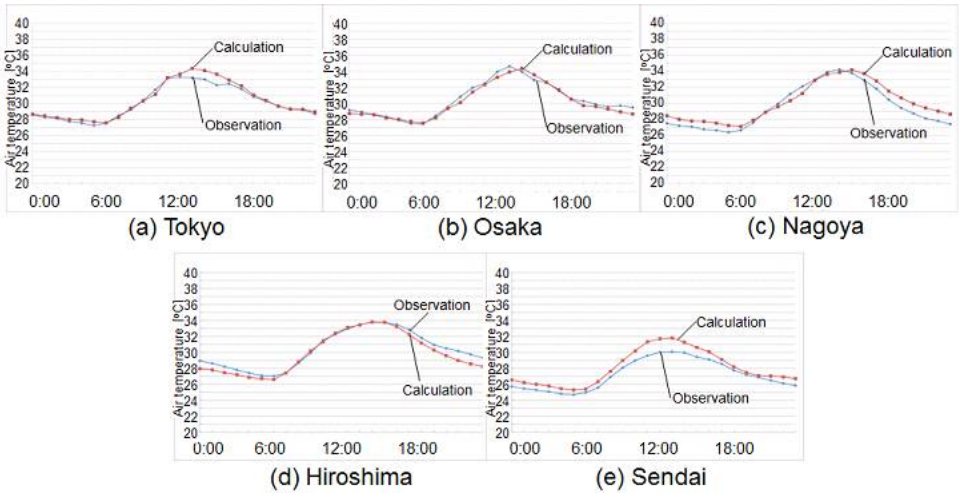 Air temperature [°C]
40
38
36
34
32
30
28
26
24
22
20
Calculation
Observation
0:00 6:00 12:00 18:00
(a) Tokyo
Air temperature [°C]
40
38
36
34
32
30
28
26
24
22
20
Calculation
Observation
0:00 6:00 12:00 18:00
(b) Osaka
Air temperature [°C]
40
38
36
34
32
30
28
26
24
22
20
Calculation
Observation
0:00 6:00 12:00 18:00
(c) Nagoya
Air temperature [°C]
40
38
36
34
32
30
28
26
24
22
20
Observation
Calculation
0:00 6:00 12:00 18:00
(d) Hiroshima
Air temperature [°C]
40
38
36
34
32
30
28
26
24
22
20
Calculation
Observation
0:00 6:00 12:00 18:00
(e) Sendai